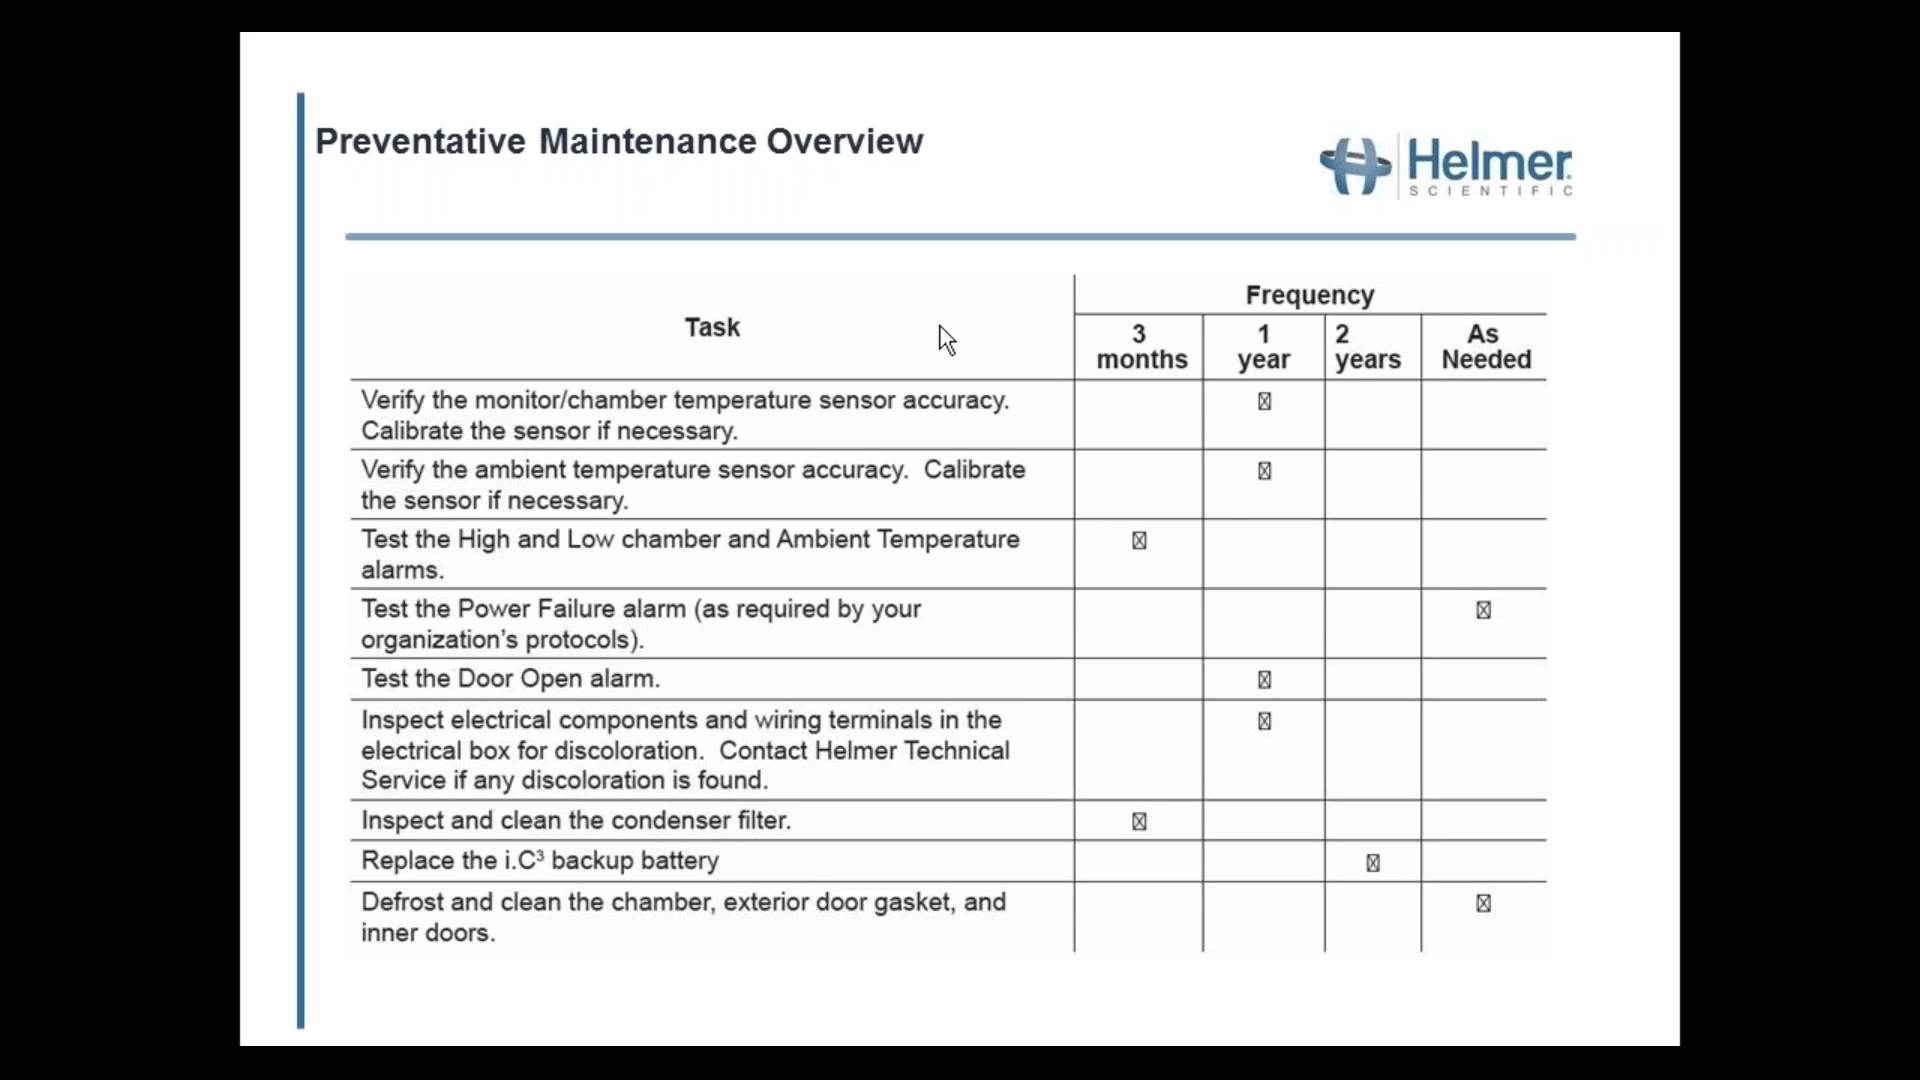 Preventative Maintenance Overview
Helmer
SCIENTIFIC
Task
Frequency
3 months
1 year
2 years
As Needed
Verify the monitor/chamber temperature sensor accuracy.
Calibrate the sensor if necessary.
☒
Verify the ambient temperature sensor accuracy.  Calibrate
the sensor if necessary.
☒
Test the High and Low chamber and Ambient Temperature
alarms.
☒
Test the Power Failure alarm (as required by your
organization’s protocols).
☒
Test the Door Open alarm.
☒
Inspect electrical components and wiring terminals in the
electrical box for discoloration.  Contact Helmer Technical
Service if any discoloration is found.
☒
Inspect and clean the condenser filter.
☒
Replace the i.C³ backup battery
☒
Defrost and clean the chamber, exterior door gasket, and
inner doors.
☒